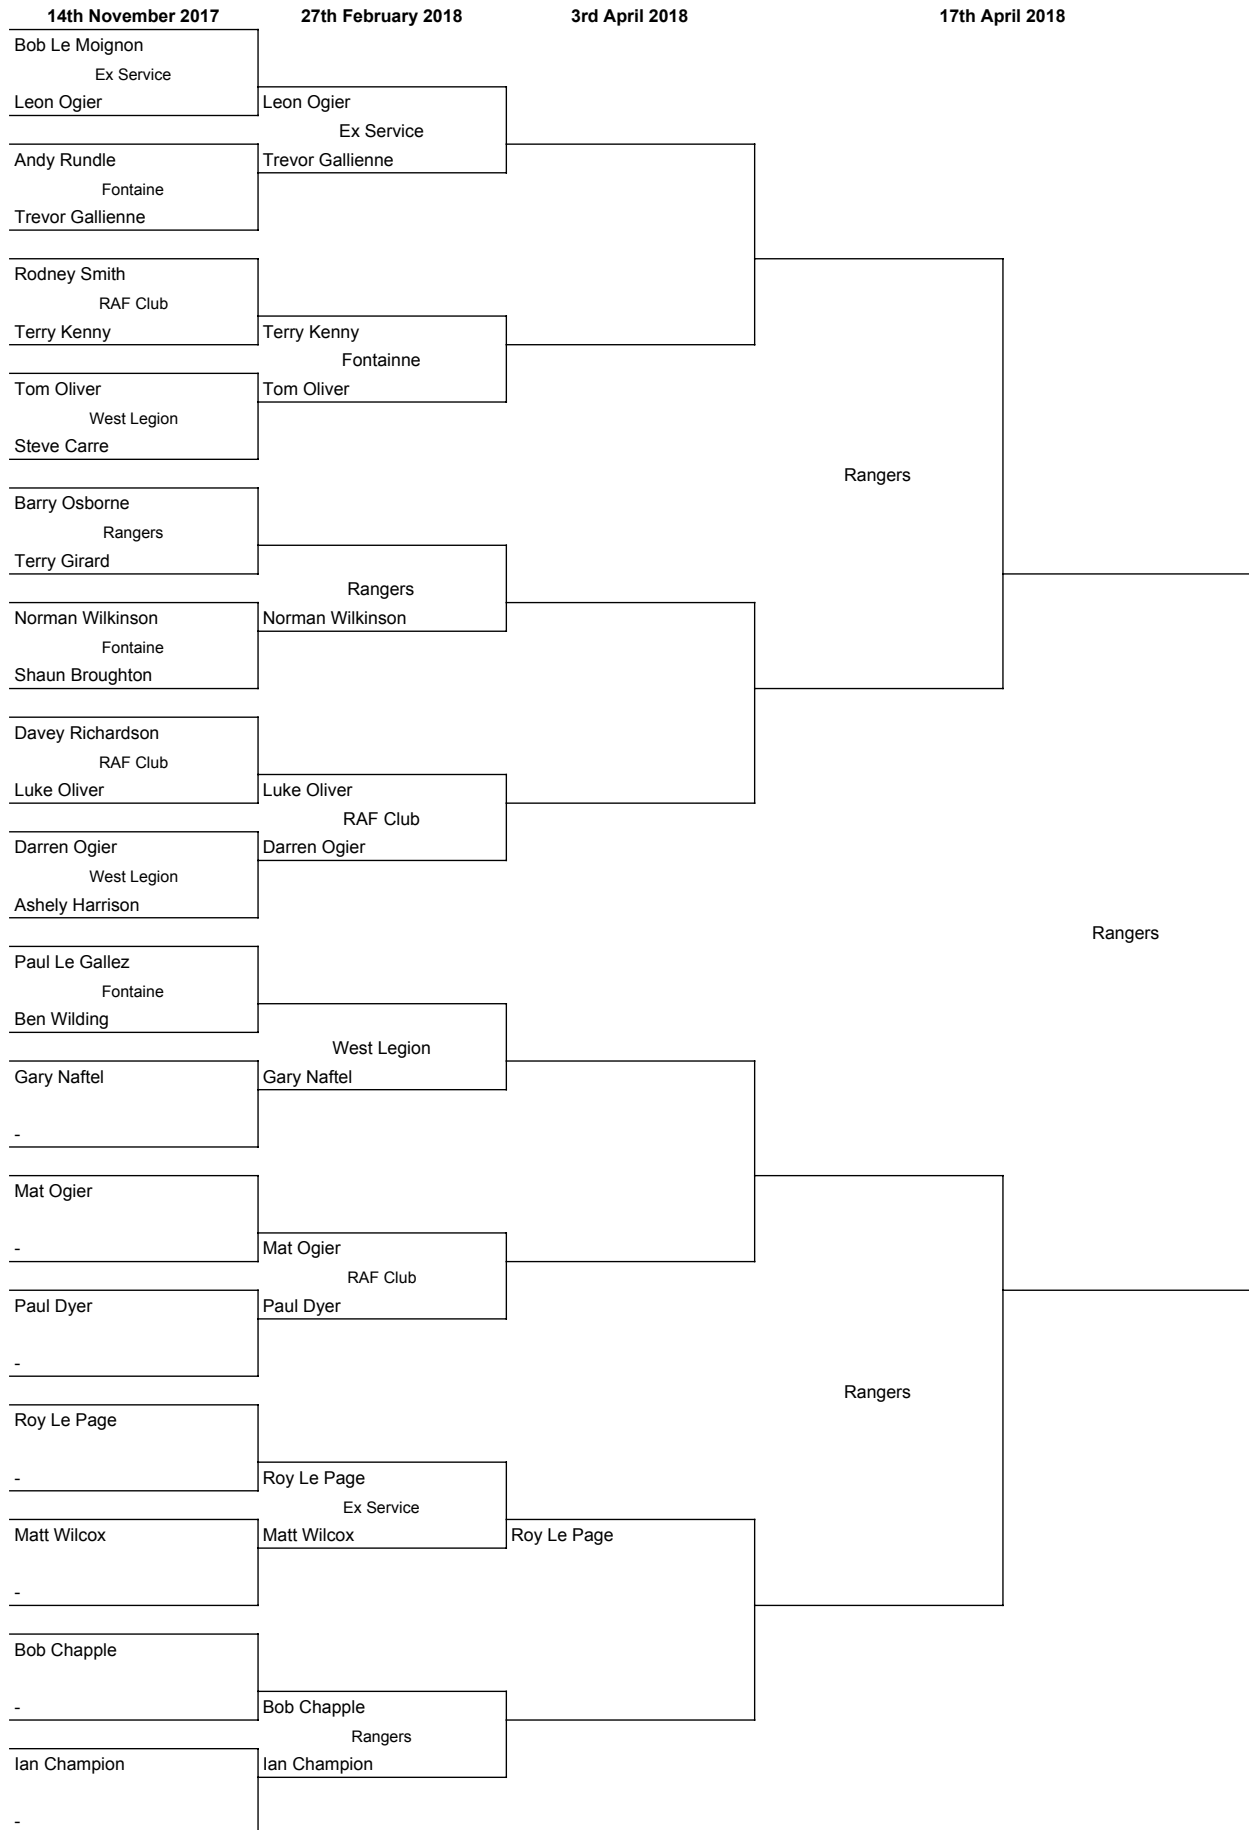 14th November 2017 27th February 2018 3rd April 2018 17th April 2018
Bob Le Moignon
Ex Service
Leon Ogier Leon Ogier
Ex Service
Andy Rundle Trevor Gallienne
Fontaine
Trevor Gallienne
Rodney Smith
RAF Club
Terry Kenny Terry Kenny
Fontainne
Tom Oliver Tom Oliver
West Legion
Steve Carre
Rangers
Barry Osborne
Rangers
Terry Girard
Rangers
Norman Wilkinson Norman Wilkinson
Fontaine
Shaun Broughton
Davey Richardson
RAF Club
Luke Oliver Luke Oliver
RAF Club
Darren Ogier Darren Ogier
West Legion
Ashely Harrison
Rangers
Paul Le Gallez
Fontaine
Ben Wilding
West Legion
Gary Naftel Gary Naftel
-
Mat Ogier
- Mat Ogier
RAF Club
Paul Dyer Paul Dyer
-
Rangers
Roy Le Page
- Roy Le Page
Ex Service
Matt Wilcox Matt Wilcox Roy Le Page
-
Bob Chapple
- Bob Chapple
Rangers
Ian Champion Ian Champion
-